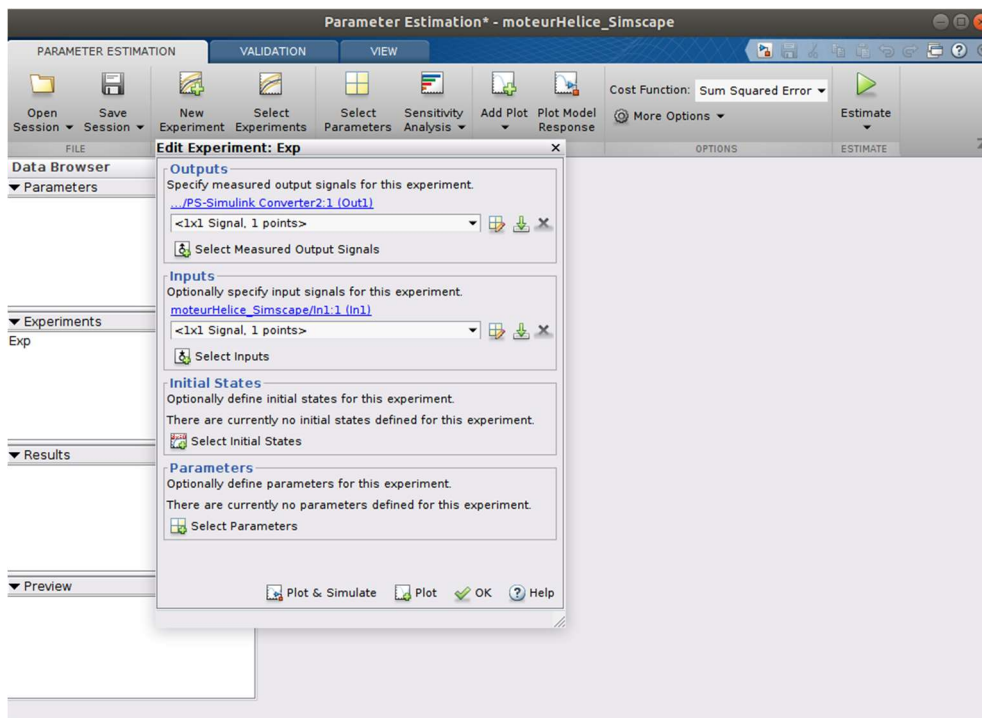 Parameter Estimation* - moteurHelice_Simscape
PARAMETER ESTIMATION VALIDATION VIEW
Open Session Save Session New Experiment Select Experiments Select Parameters Sensitivity Analysis Add Plot Plot Model Response Cost Function: Sum Squared Error More Options Estimate
FILE OPTIONS ESTIMATE
Data Browser
Parameters
Experiments
Exp
Results
Preview
Edit Experiment: Exp
Outputs
Specify measured output signals for this experiment.
.../PS-Simulink Converter2:1 (Out1)
<1x1 Signal, 1 points>
Select Measured Output Signals
Inputs
Optionally specify input signals for this experiment.
moteurHelice_Simscape/In1:1 (In1)
<1x1 Signal, 1 points>
Select Inputs
Initial States
Optionally define initial states for this experiment.
There are currently no initial states defined for this experiment.
Select Initial States
Parameters
Optionally define parameters for this experiment.
There are currently no parameters defined for this experiment.
Select Parameters
Plot & Simulate Plot OK Help